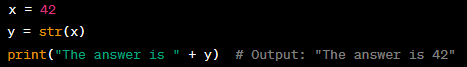 x = 42
y = str(x)
print("The answer is " + y)  # Output: "The answer is 42"